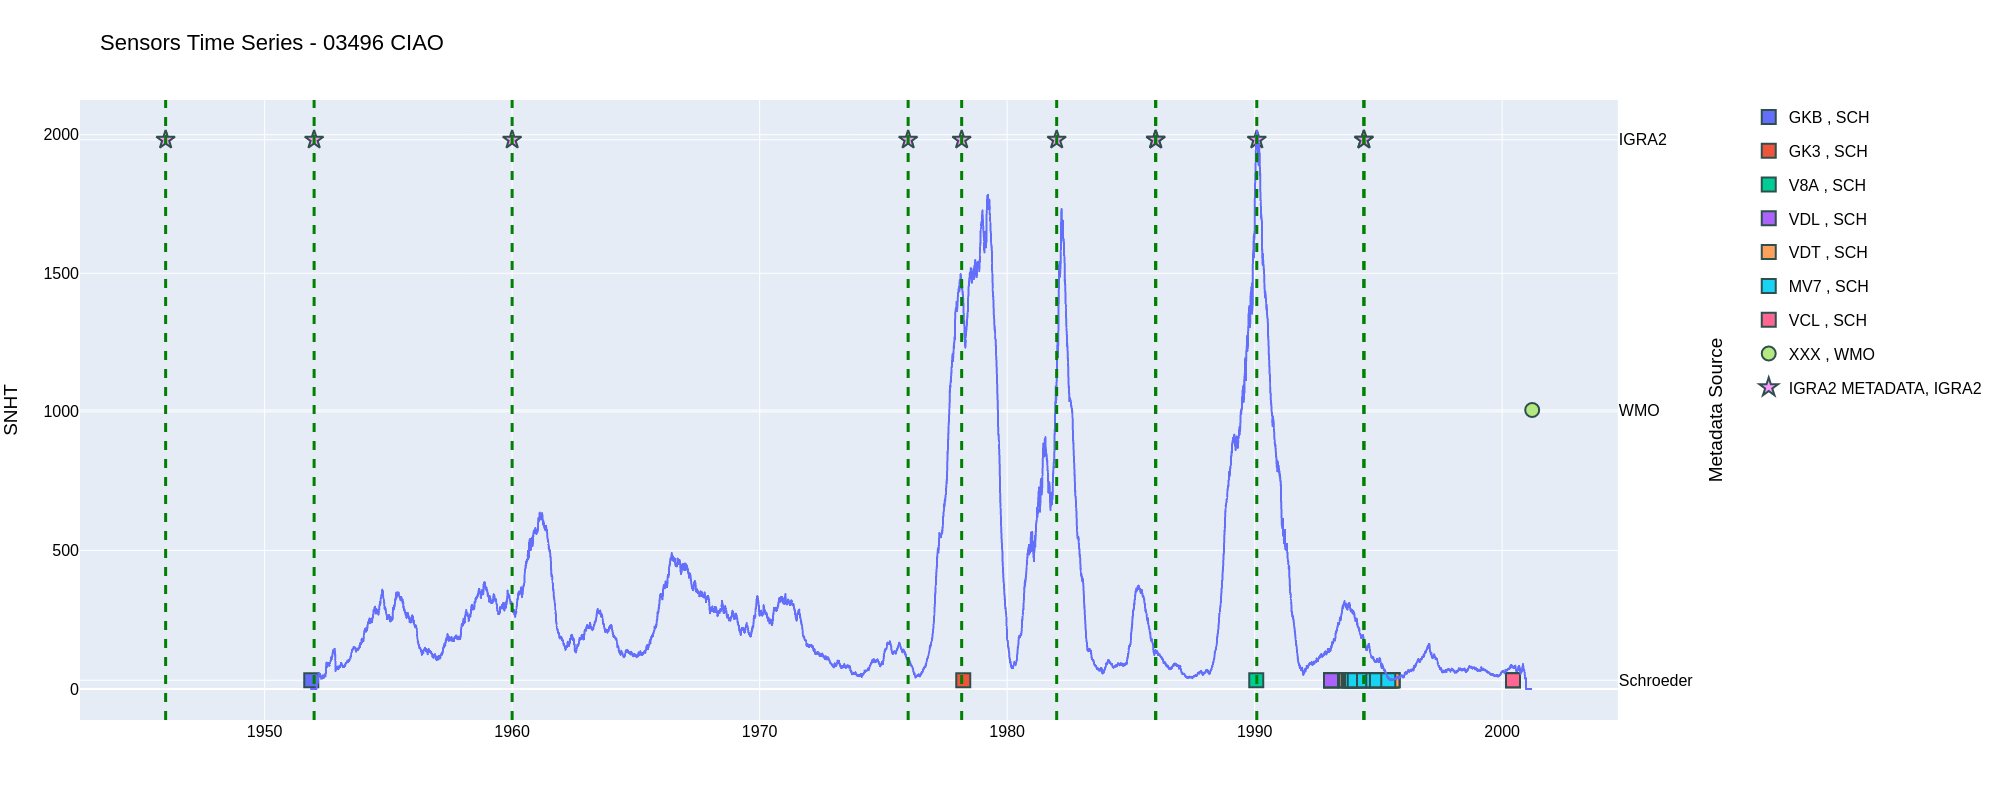 Sensors Time Series - 03496 CIAO
SNHT
2000
1500
1000
500
0
1950
1960
1970
1980
1990
2000
IGRA2
WMO
Schroeder
Metadata Source
GKB , SCH
GK3 , SCH
V8A , SCH
VDL , SCH
VDT , SCH
MV7 , SCH
VCL , SCH
XXX , WMO
IGRA2 METADATA, IGRA2